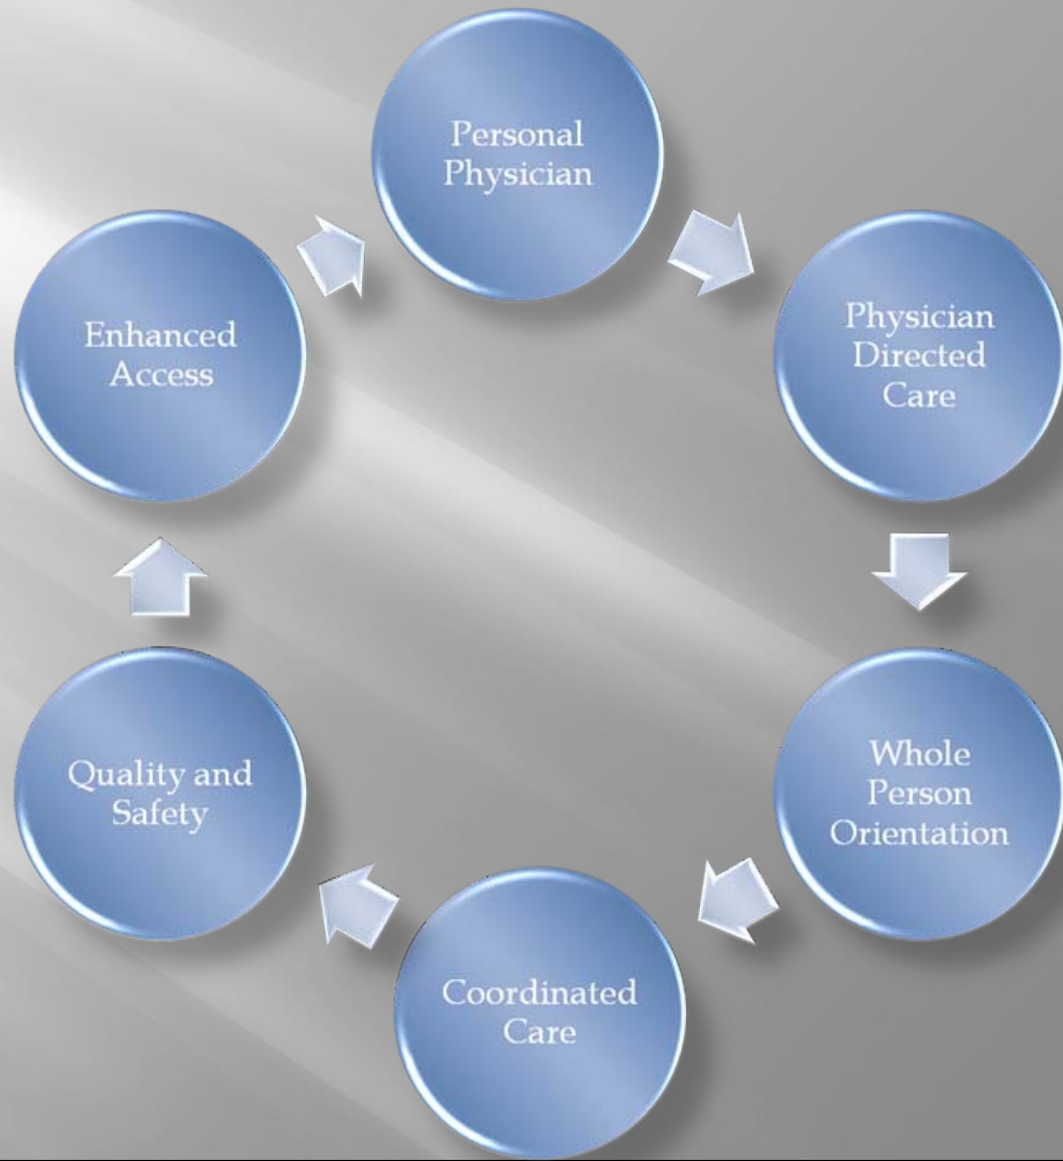 Personal
Physician
Physician
Directed
Care
Whole
Person
Orientation
Coordinated
Care
Quality and
Safety
Enhanced
Access